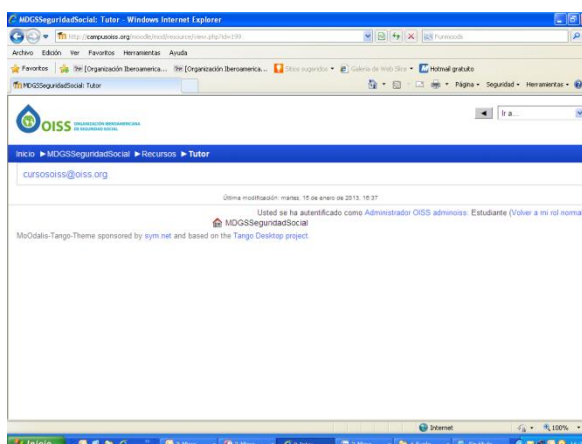 MDGSSeguridadSocial: Tutor - Windows Internet Explorer
http://campusoiss.org/moodle/mod/resource/view.php?id=199
Archivo Edición Ver Favoritos Herramientas Ayuda
Favoritos [Organización Iberoamerica... [Organización Iberoamerica... Sitios sugeridos Galería de Web Slice Hotmail gratuito
MDGSSeguridadSocial: Tutor Página Seguridad Herramientas
OISS ORGANIZACIÓN IBEROAMERICANA
DE SEGURIDAD SOCIAL
Ir a...
Inicio ► MDGSSeguridadSocial ► Recursos ► Tutor
cursosoiss@oiss.org
Última modificación: martes, 15 de enero de 2013, 16:37
Usted se ha autentificado como Administrador OISS adminoiss: Estudiante (Volver a mi rol norma
MDGSSeguridadSocial
MoOdalis-Tango-Theme sponsored by sym.net and based on the Tango Desktop project.
Internet 100%
Inicio